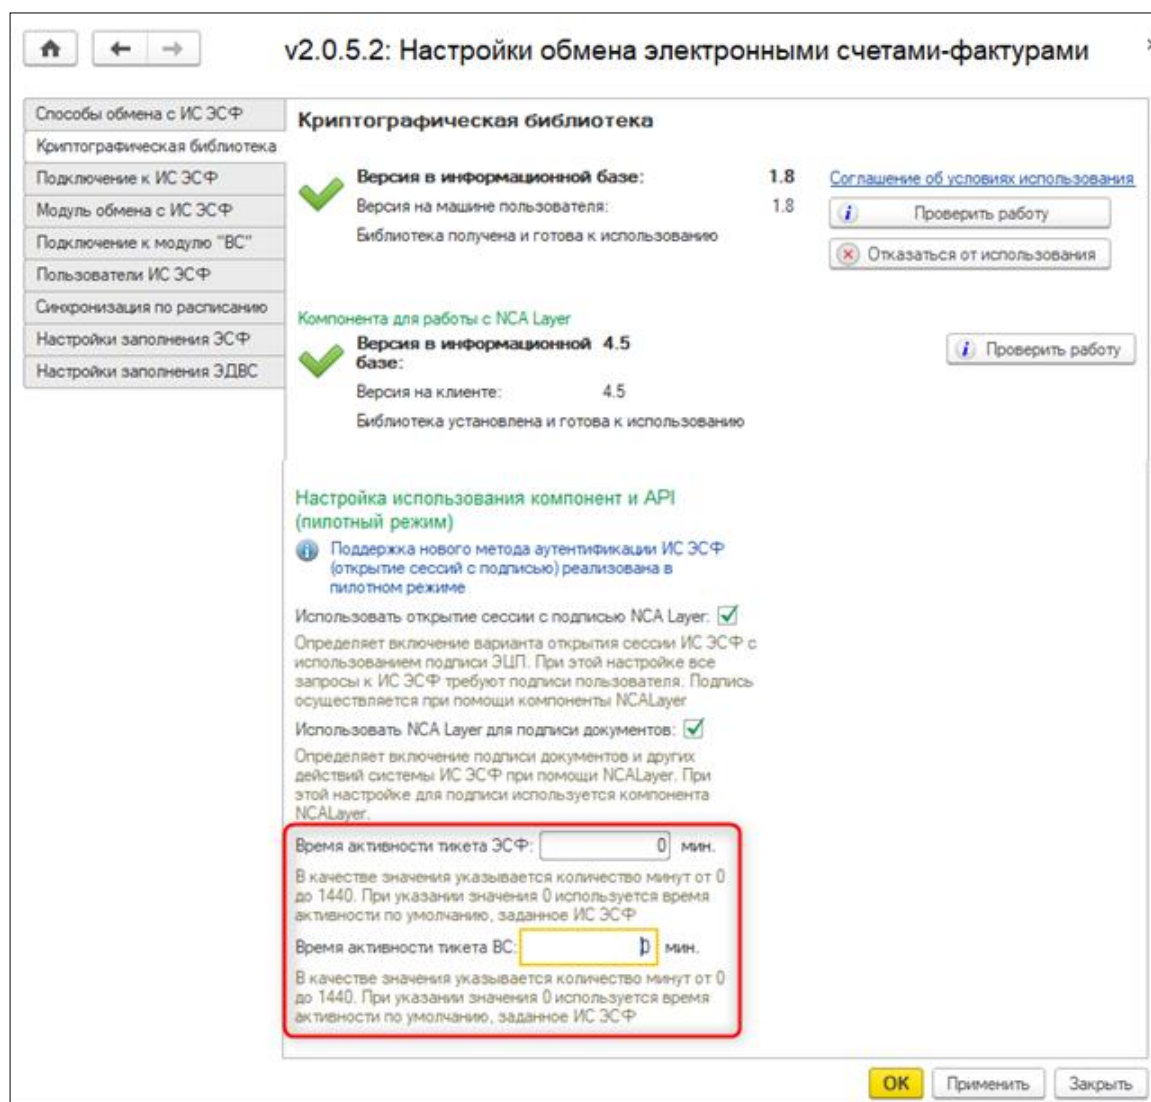 v2.0.5.2: Настройки обмена электронными счетами-фактурами
Способы обмена с ИС ЭСФ
Криптографическая библиотека
Подключение к ИС ЭСФ
Модуль обмена с ИС ЭСФ
Подключение к модулю "ВС"
Пользователи ИС ЭСФ
Синхронизация по расписанию
Настройки заполнения ЭСФ
Настройки заполнения ЭДВС
Криптографическая библиотека
Версия в информационной базе: 1.8
Соглашение об условиях использования
Версия на машине пользователя: 1.8
Проверить работу
Библиотека получена и готова к использованию
Отказаться от использования
Компонента для работы с NCA Layer
Версия в информационной 4.5
базе:
Проверить работу
Версия на клиенте: 4.5
Библиотека установлена и готова к использованию
Настройка использования компонент и API
(пилотный режим)
Поддержка нового метода аутентификации ИС ЭСФ
(открытие сессий с подписью) реализована в
пилотном режиме
Использовать открытие сессии с подписью NCA Layer:
Определяет включение варианта открытия сессии ИС ЭСФ с
использованием подписи ЭЦП. При этой настройке все
запросы к ИС ЭСФ требуют подписи пользователя. Подпись
осуществляется при помощи компоненты NCALayer
Использовать NCA Layer для подписи документов:
Определяет включение подписи документов и других
действий системы ИС ЭСФ при помощи NCALayer. При
этой настройке для подписи используется компонента
NCALayer.
Время активности тикета ЭСФ: 0 мин.
В качестве значения указывается количество минут от 0
до 1440. При указании значения 0 используется время
активности по умолчанию, заданное ИС ЭСФ
Время активности тикета ВС: 0 мин.
В качестве значения указывается количество минут от 0
до 1440. При указании значения 0 используется время
активности по умолчанию, заданное ИС ЭСФ
ОК Применить Закрыть